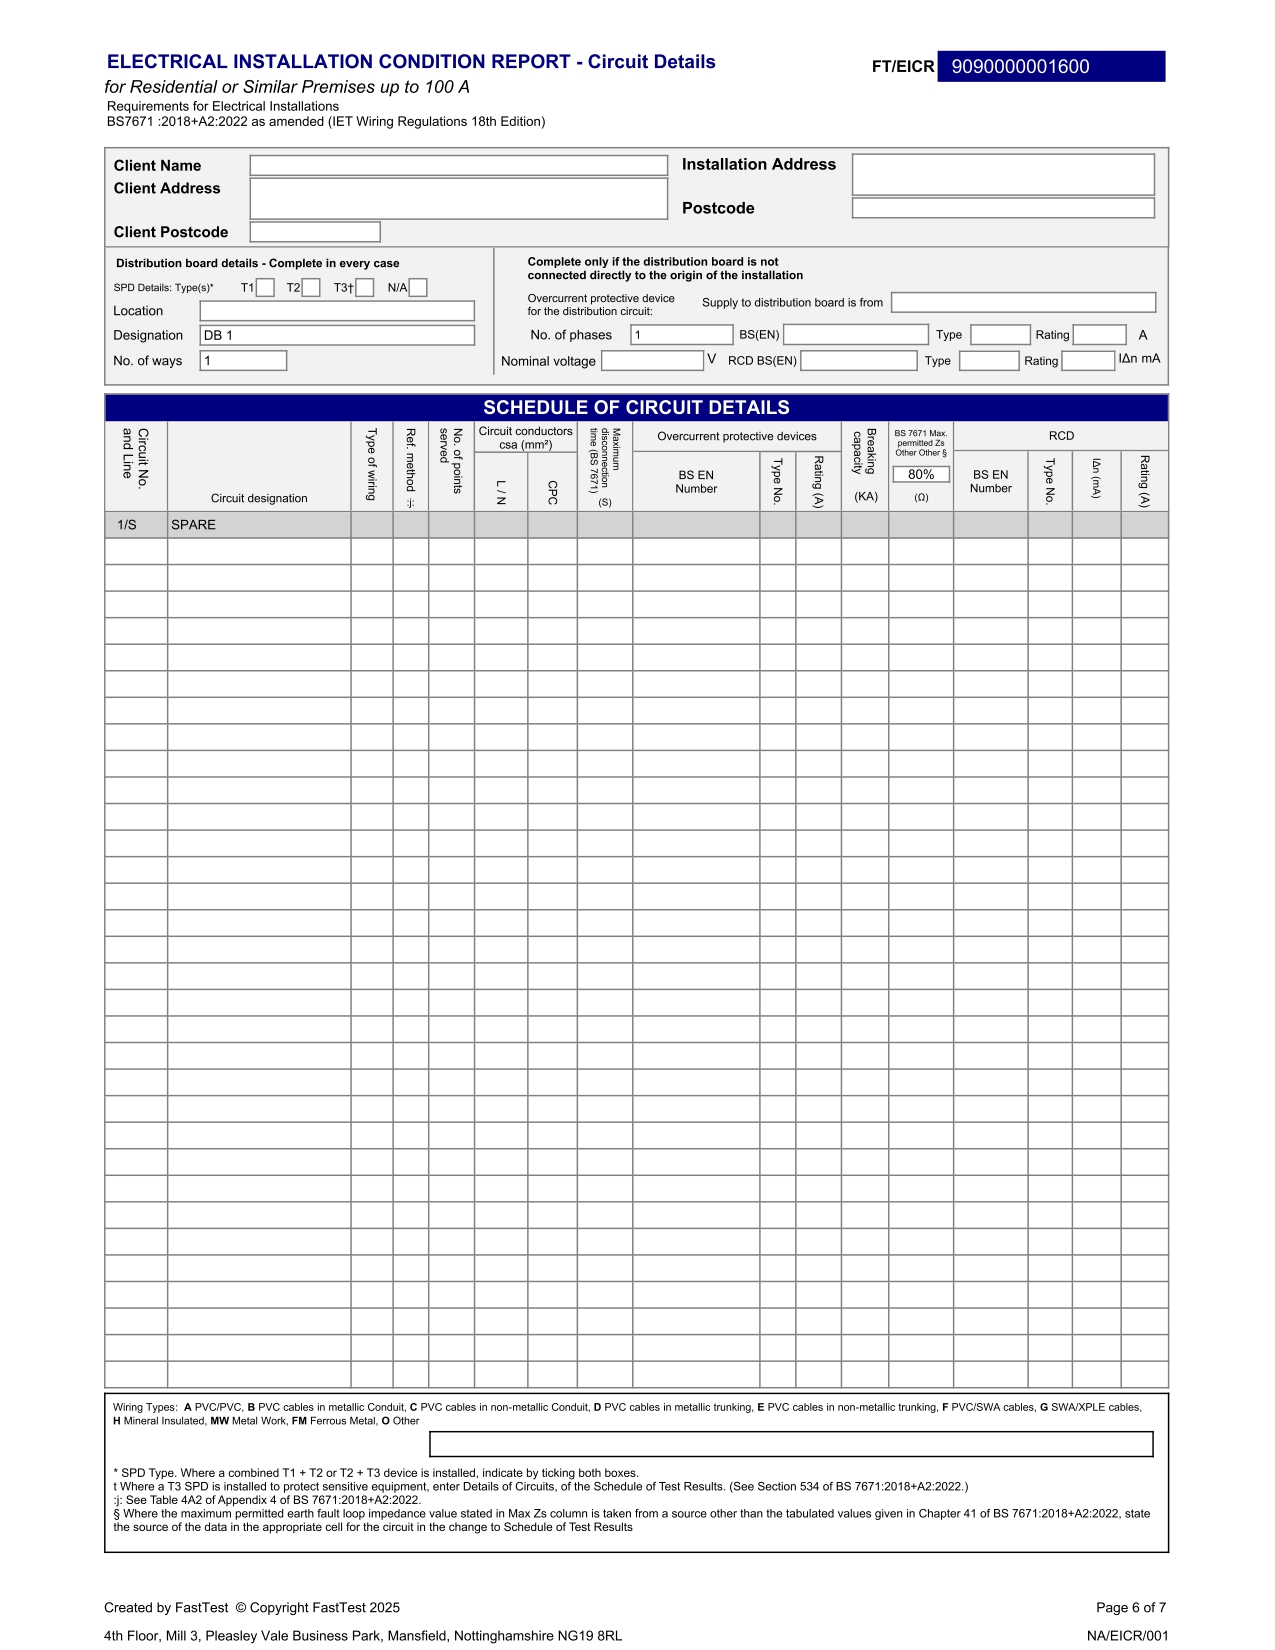 ELECTRICAL INSTALLATION CONDITION REPORT - Circuit Details
FT/EICR 9090000001600
for Residential or Similar Premises up to 100 A
Requirements for Electrical Installations
BS7671 :2018+A2:2022 as amended (IET Wiring Regulations 18th Edition)
Client Name
Installation Address
Client Address
Postcode
Client Postcode
Distribution board details - Complete in every case
SPD Details: Type(s)* T1 T2 T3† N/A
Location
Designation DB 1
No. of ways 1
Complete only if the distribution board is not
connected directly to the origin of the installation
Overcurrent protective device
for the distribution circuit:
Supply to distribution board is from
No. of phases 1 BS(EN) Type Rating A
Nominal voltage V RCD BS(EN) Type Rating I∆n mA
SCHEDULE OF CIRCUIT DETAILS
Circuit No.
and Line
Circuit designation
Type of wiring
Ref. method :j:
No. of points
served
Circuit conductors
csa (mm²)
L / N
CPC
Maximum
disconnection
time (BS 7671)
(S)
Overcurrent protective devices
BS EN
Number
Type No.
Rating (A)
Breaking
capacity
(KA)
BS 7671 Max.
permitted Zs
Other Other §
80%
(Ω)
RCD
BS EN
Number
Type No.
I∆n (mA)
Rating (A)
1/S SPARE
Wiring Types: A PVC/PVC, B PVC cables in metallic Conduit, C PVC cables in non-metallic Conduit, D PVC cables in metallic trunking, E PVC cables in non-metallic trunking, F PVC/SWA cables, G SWA/XPLE cables,
H Mineral Insulated, MW Metal Work, FM Ferrous Metal, O Other
* SPD Type. Where a combined T1 + T2 or T2 + T3 device is installed, indicate by ticking both boxes.
t Where a T3 SPD is installed to protect sensitive equipment, enter Details of Circuits, of the Schedule of Test Results. (See Section 534 of BS 7671:2018+A2:2022.)
:j: See Table 4A2 of Appendix 4 of BS 7671:2018+A2:2022.
§ Where the maximum permitted earth fault loop impedance value stated in Max Zs column is taken from a source other than the tabulated values given in Chapter 41 of BS 7671:2018+A2:2022, state
the source of the data in the appropriate cell for the circuit in the change to Schedule of Test Results
Created by FastTest © Copyright FastTest 2025
Page 6 of 7
4th Floor, Mill 3, Pleasley Vale Business Park, Mansfield, Nottinghamshire NG19 8RL
NA/EICR/001